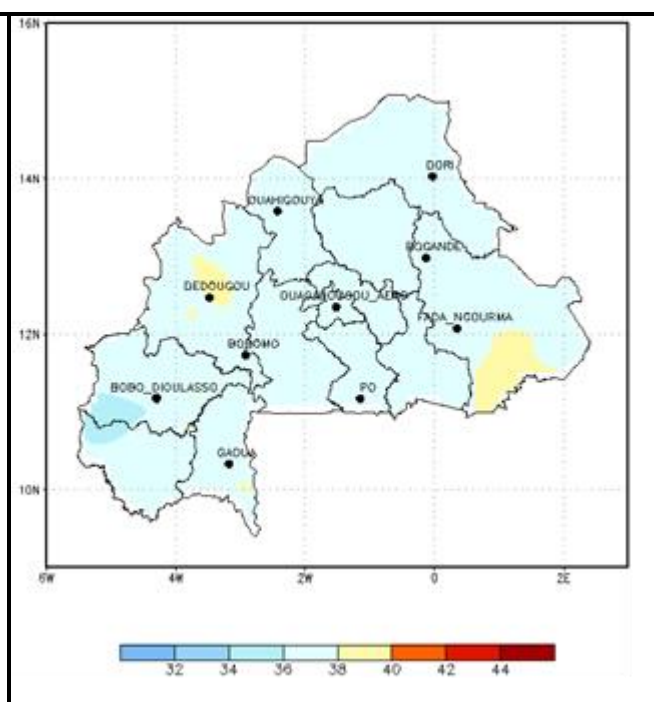 16N
DORI
14N
OUAHIGOUYA
BOGANDE
DEDOUGOU
OUAGADOUGOU_AERO
FADA_NGOURMA
12N
BOROMO
BOBO_DIOULASSO
PO
GAOUA
10N
6W 4W 2W 0 2E
32 34 36 38 40 42 44